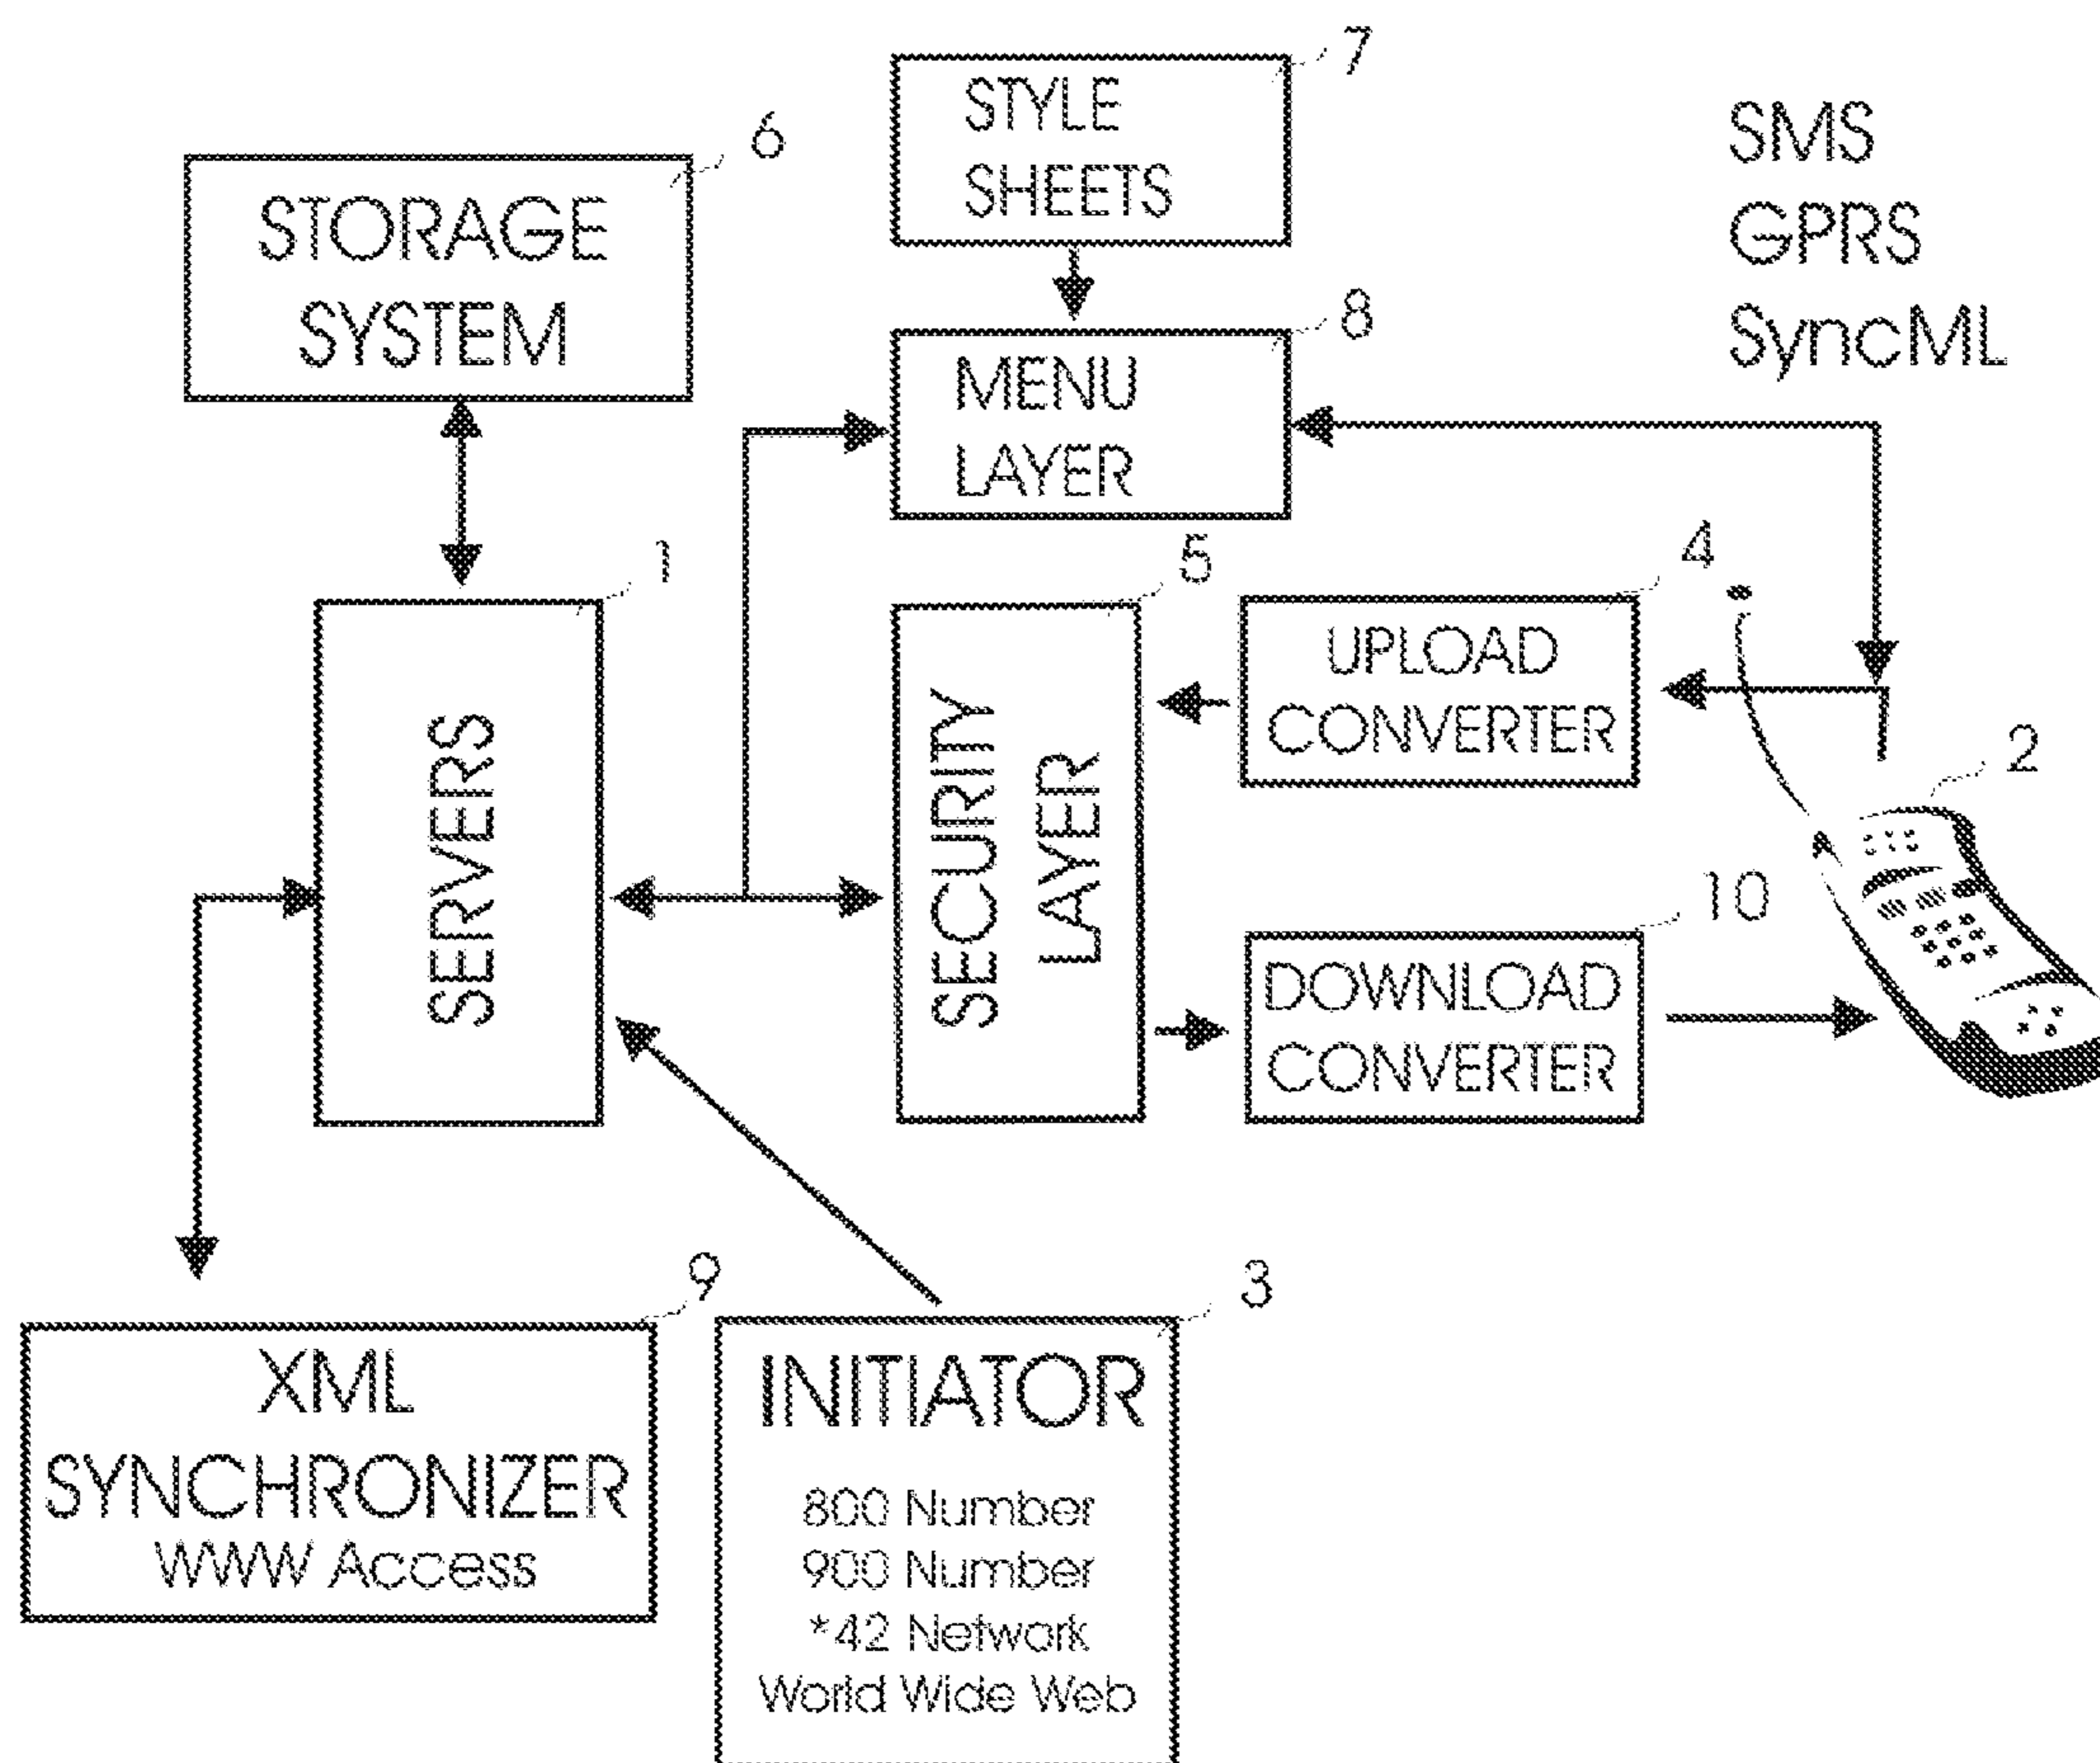 7
STYLE
SHEETS
6
STORAGE
SYSTEM
SMS
GPRS
SyncML
8
MENU
LAYER
1
SERVERS
5
SECURITY
LAYER
4
UPLOAD
CONVERTER
2
10
DOWNLOAD
CONVERTER
9
XML
SYNCHRONIZER
WWW Access
3
INITIATOR
800 Number
900 Number
*42 Network
World Wide Web